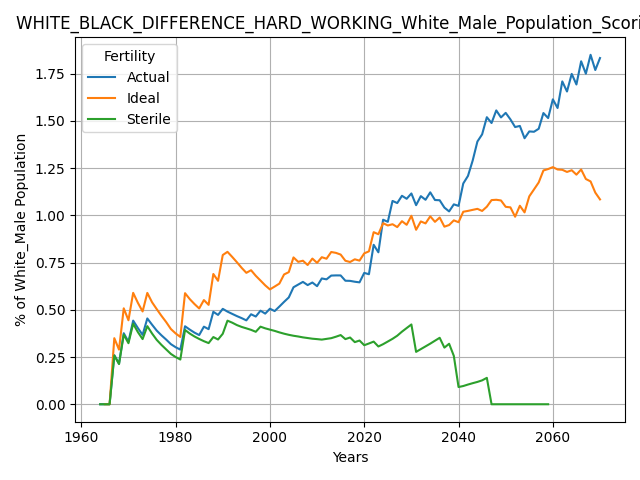 WHITE_BLACK_DIFFERENCE_HARD_WORKING_White_Male_Population_Scori
Fertility
Actual
Ideal
Sterile
% of White_Male Population
1.75
1.50
1.25
1.00
0.75
0.50
0.25
0.00
1960
1980
2000
2020
2040
2060
Years